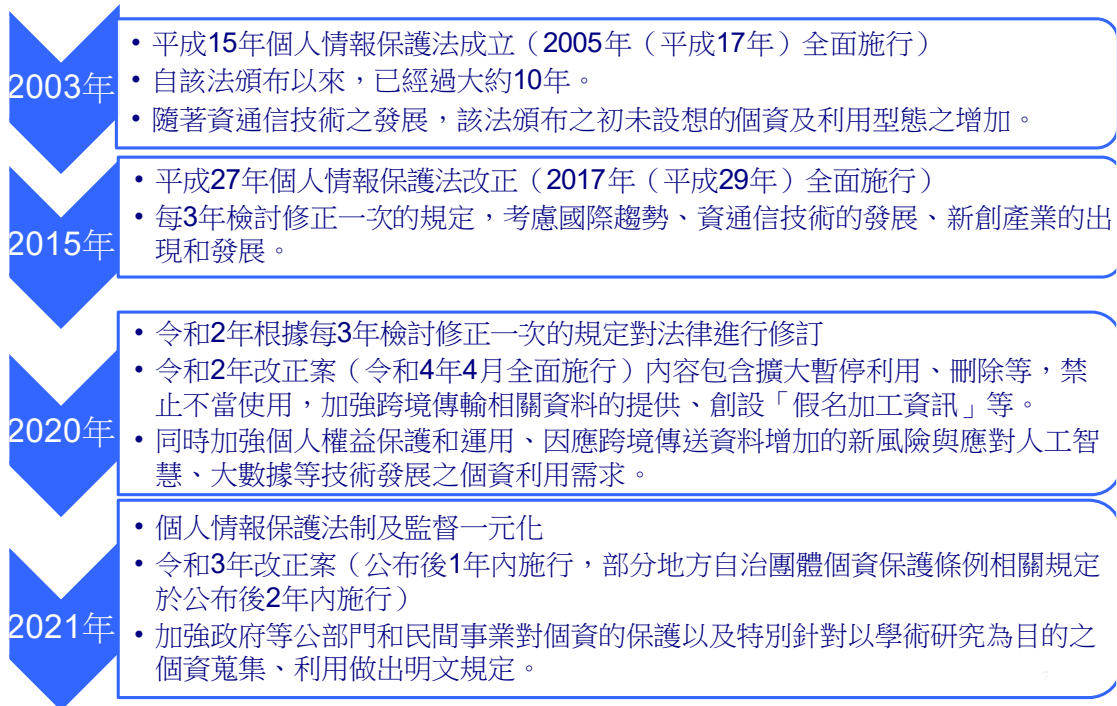 2003年
• 平成15年個人情報保護法成立（2005年（平成17年）全面施行）
• 自該法頒布以來，已經過大約10年。
• 隨著資通信技術之發展，該法頒布之初未設想的個資及利用型態之增加。
2015年
• 平成27年個人情報保護法改正（2017年（平成29年）全面施行）
• 每3年檢討修正一次的規定，考慮國際趨勢、資通信技術的發展、新創產業的出
現和發展。
2020年
• 令和2年根據每3年檢討修正一次的規定對法律進行修訂
• 令和2年改正案（令和4年4月全面施行）內容包含擴大暫停利用、刪除等，禁
止不當使用，加強跨境傳輸相關資料的提供、創設「假名加工資訊」等。
• 同時加強個人權益保護和運用、因應跨境傳送資料增加的新風險與應對人工智
慧、大數據等技術發展之個資利用需求。
2021年
• 個人情報保護法制及監督一元化
• 令和3年改正案（公布後1年內施行，部分地方自治團體個資保護條例相關規定
於公布後2年內施行）
• 加強政府等公部門和民間事業對個資的保護以及特別針對以學術研究為目的之
個資蒐集、利用做出明文規定。